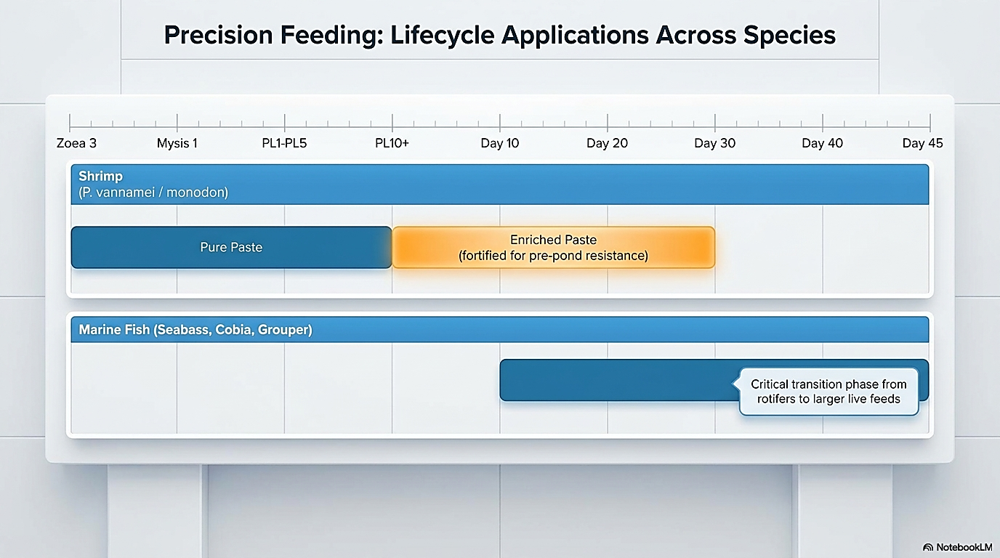 Precision Feeding: Lifecycle Applications Across Species
Zoea 3
Mysis 1
PL1-PL5
PL10+
Day 10
Day 20
Day 30
Day 40
Day 45
Shrimp
(P. vannamei / monodon)
Pure Paste
Enriched Paste
(fortified for pre-pond resistance)
Marine Fish (Seabass, Cobia, Grouper)
Critical transition phase from
rotifers to larger live feeds
NotebookLM